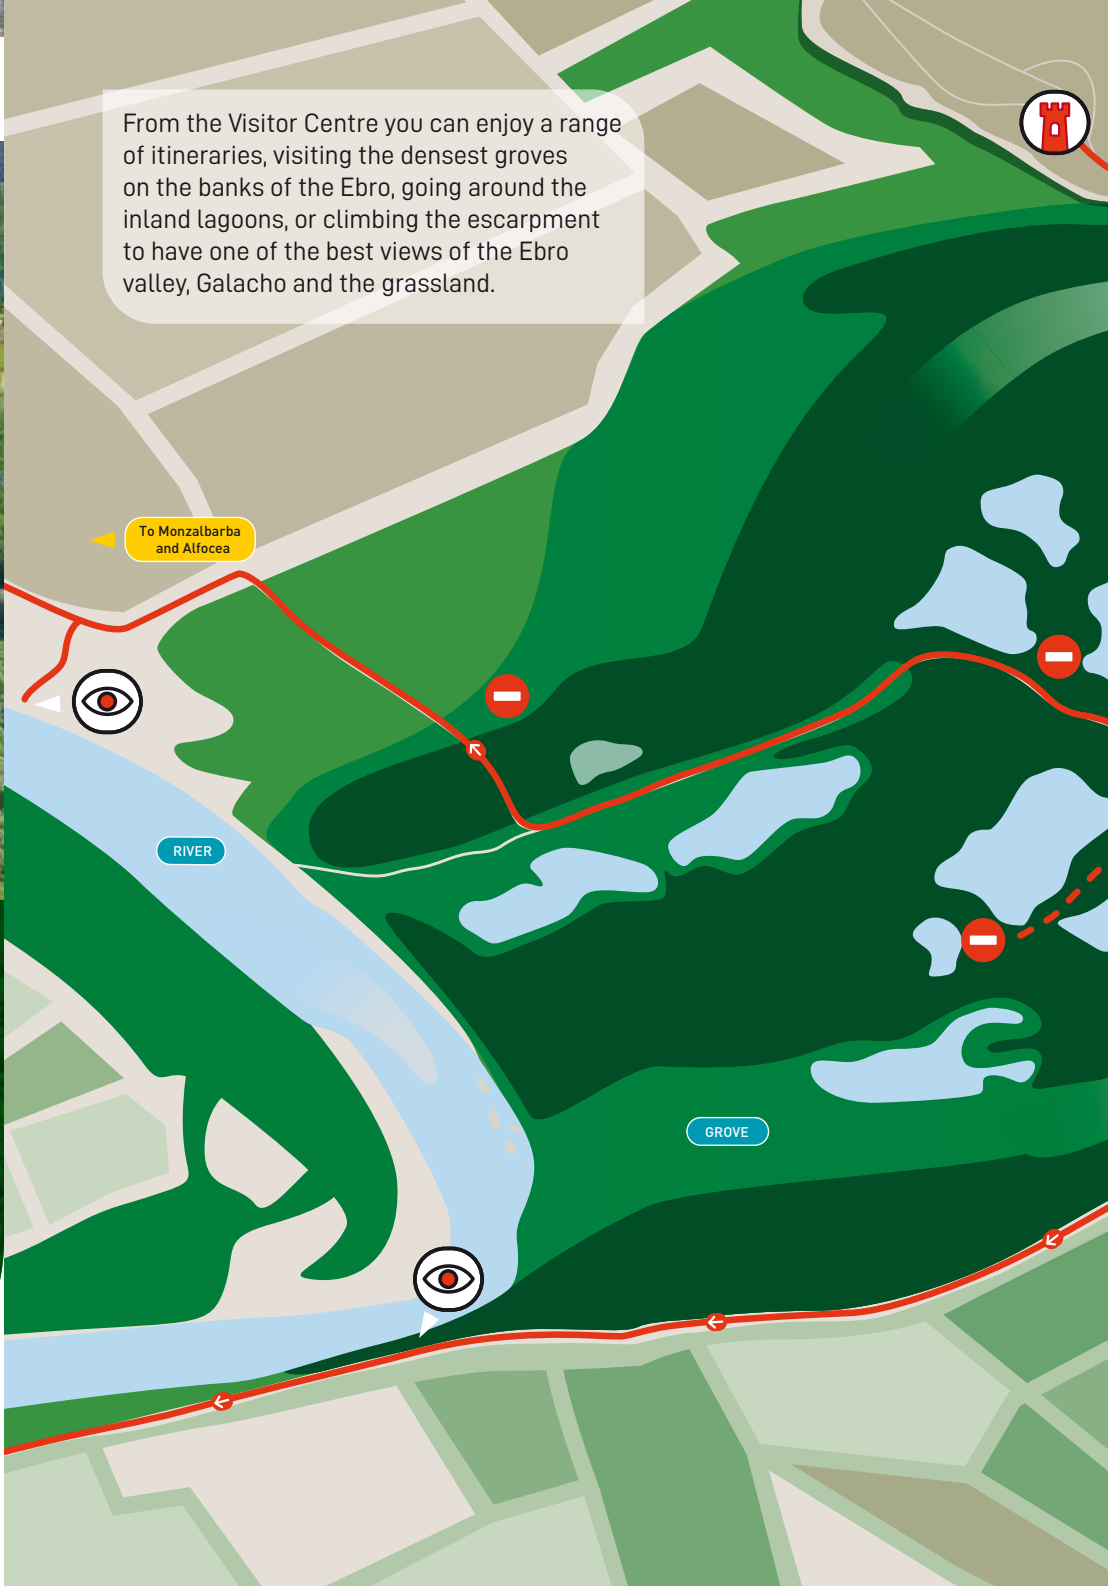 From the Visitor Centre you can enjoy a range
of itineraries, visiting the densest groves
on the banks of the Ebro, going around the
inland lagoons, or climbing the escarpment
to have one of the best views of the Ebro
valley, Galacho and the grassland.
To Monzalbarba
and Alfocea
RIVER
GROVE